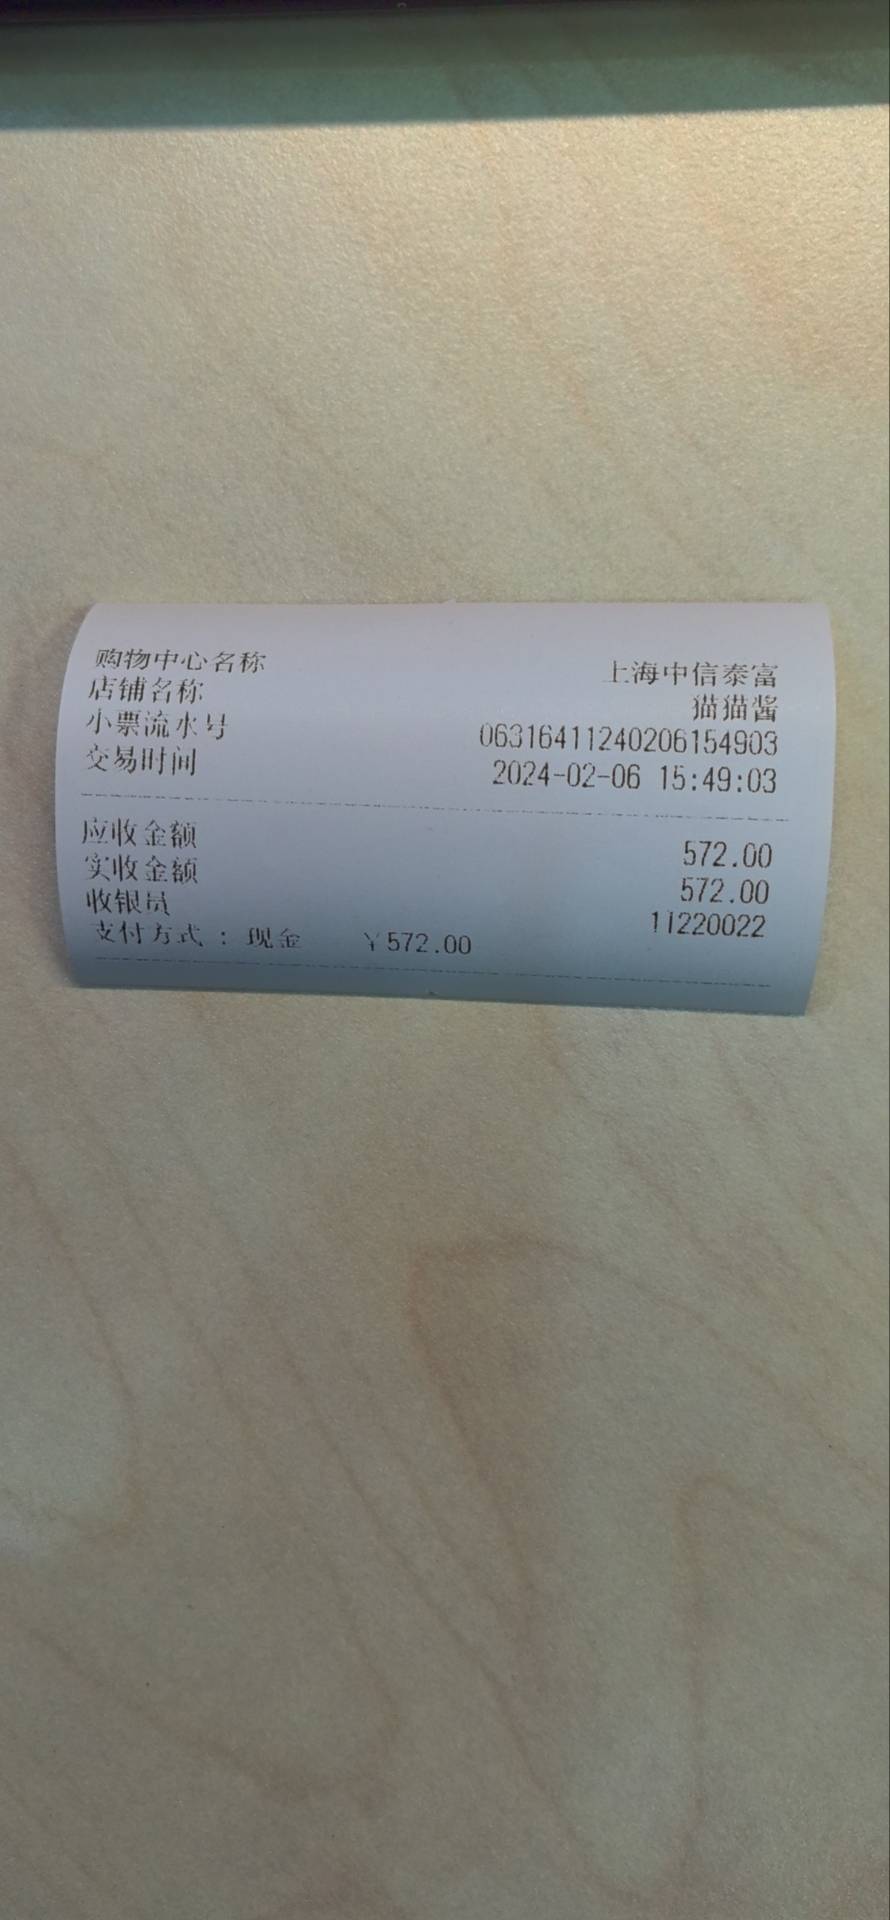 购物中心名称 上海中信泰富
店铺名称 猫猫酱
小票流水号 06316411240206154903
交易时间 2024-02-06 15:49:03
应收金额 572.00
实收金额 572.00
收银员 11220022
支付方式：现金 ￥572.00